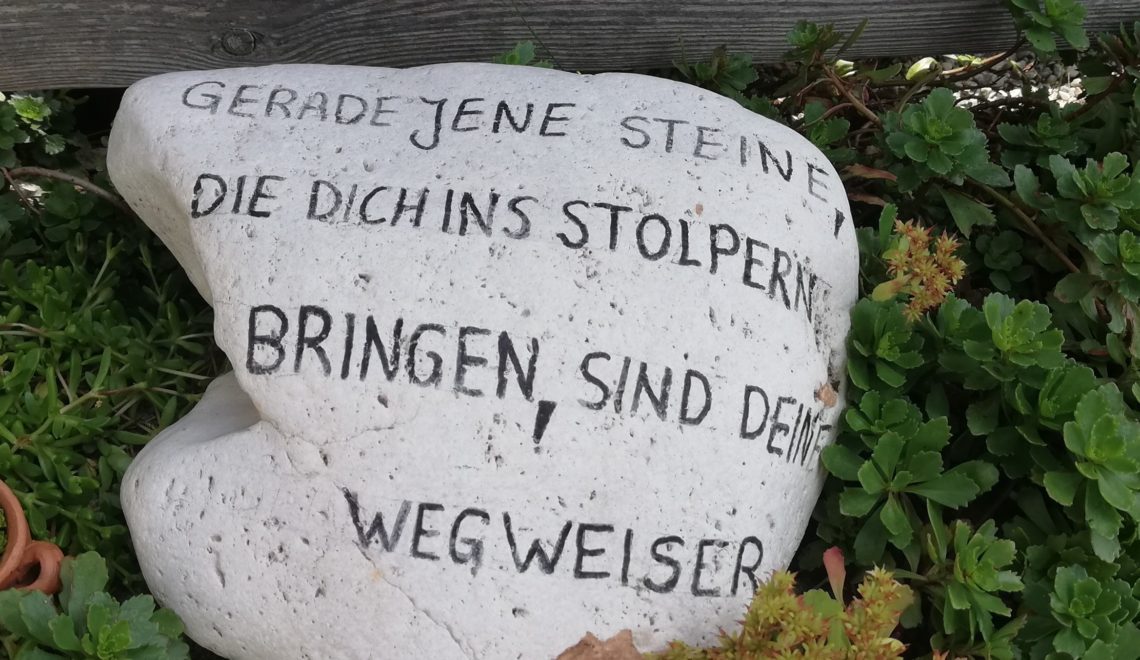 GERADE JENE STEINE,
DIE DICH INS STOLPERN
BRINGEN, SIND DEINE
WEGWEISER